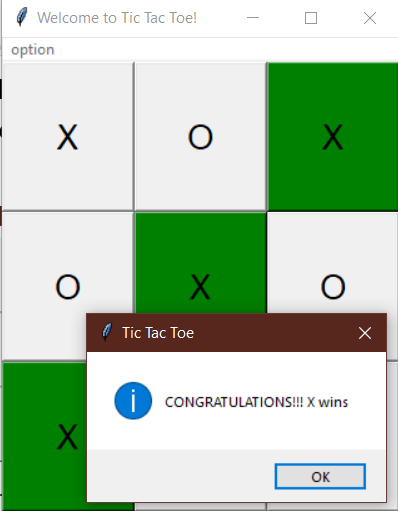 Welcome to Tic Tac Toe!
option
X O X
O X O
Tic Tac Toe
CONGRATULATIONS!!! X wins
X
OK